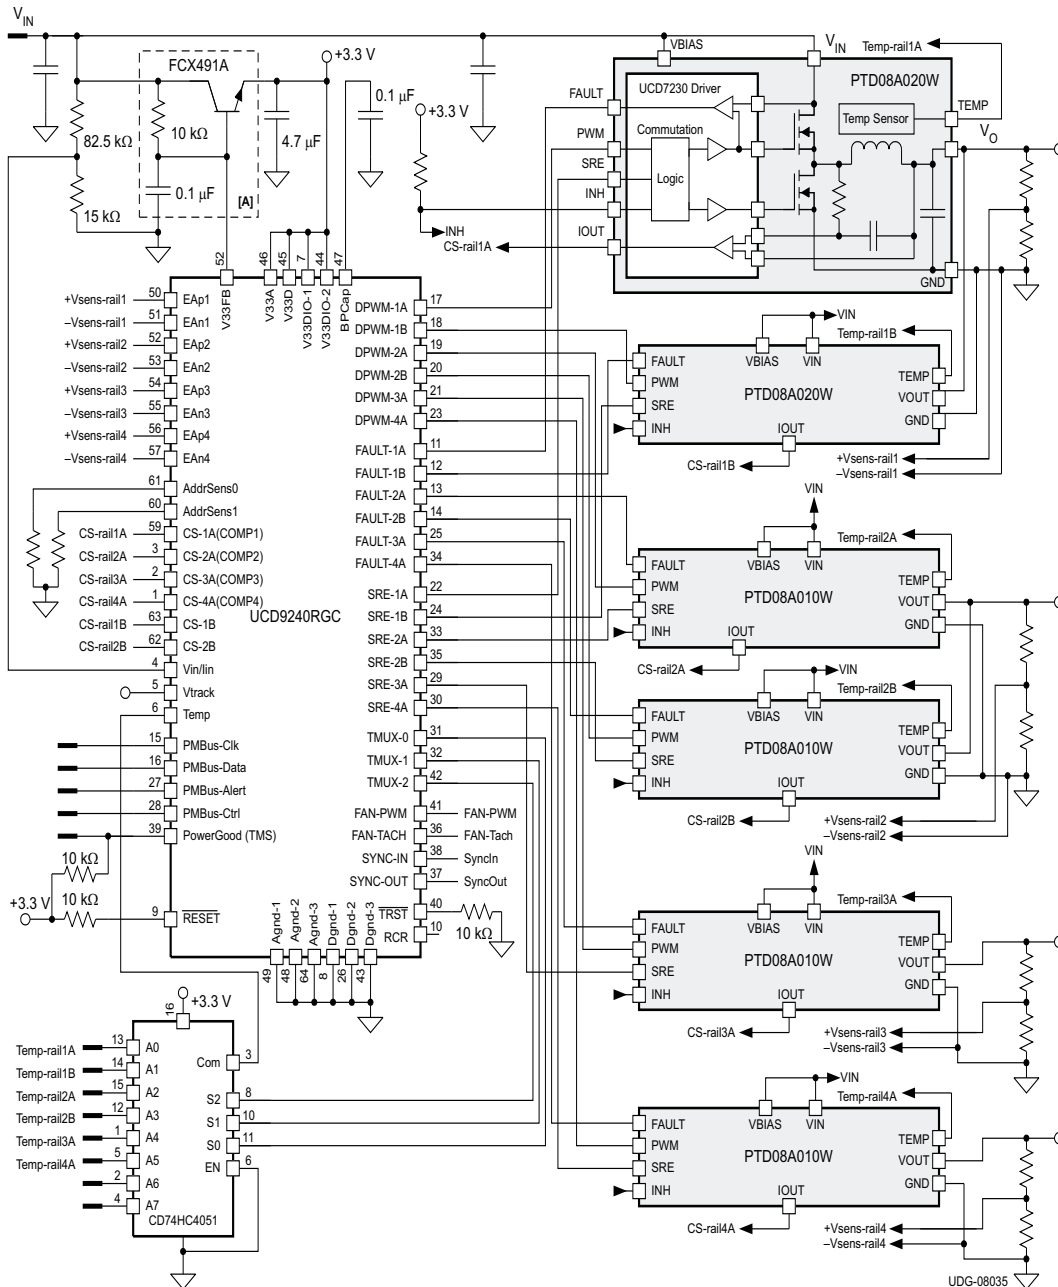 V_IN
FCX491A
+3.3 V
10 kΩ
82.5 kΩ
4.7 μF
0.1 μF
15 kΩ
[A]
0.1 μF
+3.3 V
INH
VBIAS
V_IN
Temp-rail1A
PTD08A020W
FAULT
UCD7230 Driver
TEMP
Temp Sensor
PWM
Commutation
V_O
SRE
Logic
INH
IOUT
CS-rail1A
GND
52
46
45
7
44
47
V33FB
V33A
V33D
V33DIO-1
V33DIO-2
BPCap
UCD9240RGC
+Vsens-rail1 50 EAp1
–Vsens-rail1 51 EAn1
+Vsens-rail2 52 EAp2
–Vsens-rail2 53 EAn2
+Vsens-rail3 54 EAp3
–Vsens-rail3 55 EAn3
+Vsens-rail4 56 EAp4
–Vsens-rail4 57 EAn4
61 AddrSens0
60 AddrSens1
CS-rail1A 59 CS-1A(COMP1)
CS-rail2A 3 CS-2A(COMP2)
CS-rail3A 2 CS-3A(COMP3)
CS-rail4A 1 CS-4A(COMP4)
CS-rail1B 63 CS-1B
CS-rail2B 62 CS-2B
4 Vin/Iin
5 Vtrack
6 Temp
15 PMBus-Clk
16 PMBus-Data
27 PMBus-Alert
28 PMBus-Ctrl
39 PowerGood (TMS)
10 kΩ
+3.3 V
10 kΩ
9 RESET
DPWM-1A 17
DPWM-1B 18
DPWM-2A 19
DPWM-2B 20
DPWM-3A 21
DPWM-4A 23
FAULT-1A 11
FAULT-1B 12
FAULT-2A 13
FAULT-2B 14
FAULT-3A 25
FAULT-4A 34
SRE-1A 22
SRE-1B 24
SRE-2A 33
SRE-2B 35
SRE-3A 29
SRE-4A 30
TMUX-0 31
TMUX-1 32
TMUX-2 42
FAN-PWM 41 FAN-PWM
FAN-TACH 36 FAN-Tach
SYNC-IN 38 SyncIn
SYNC-OUT 37 SyncOut
TRST 40
10 kΩ
RCR 10
Agnd-1
Agnd-2
Agnd-3
Dgnd-1
Dgnd-2
Dgnd-3
49
48
64
8
26
43
16
+3.3 V
Temp-rail1A 13 A0
Temp-rail1B 14 A1
Temp-rail2A 15 A2
Temp-rail2B 12 A3
Temp-rail3A 1 A4
Temp-rail4A 5 A5
2 A6
4 A7
Com 3
S2 8
S1 10
S0 11
EN 6
CD74HC4051
VIN
Temp-rail1B
FAULT
VBIAS
VIN
TEMP
PWM
PTD08A020W
VOUT
SRE
GND
INH
IOUT
CS-rail1B
+Vsens-rail1
–Vsens-rail1
VIN
Temp-rail2A
FAULT
VBIAS
VIN
TEMP
PWM
PTD08A010W
VOUT
SRE
GND
INH
IOUT
CS-rail2A
VIN
Temp-rail2B
FAULT
VBIAS
VIN
TEMP
PWM
PTD08A010W
VOUT
SRE
GND
INH
IOUT
CS-rail2B
+Vsens-rail2
–Vsens-rail2
VIN
Temp-rail3A
FAULT
VBIAS
VIN
TEMP
PWM
PTD08A010W
VOUT
SRE
GND
INH
IOUT
CS-rail3A
+Vsens-rail3
–Vsens-rail3
VIN
Temp-rail4A
FAULT
VBIAS
VIN
TEMP
PWM
PTD08A010W
VOUT
SRE
GND
INH
IOUT
CS-rail4A
+Vsens-rail4
–Vsens-rail4
UDG-08035